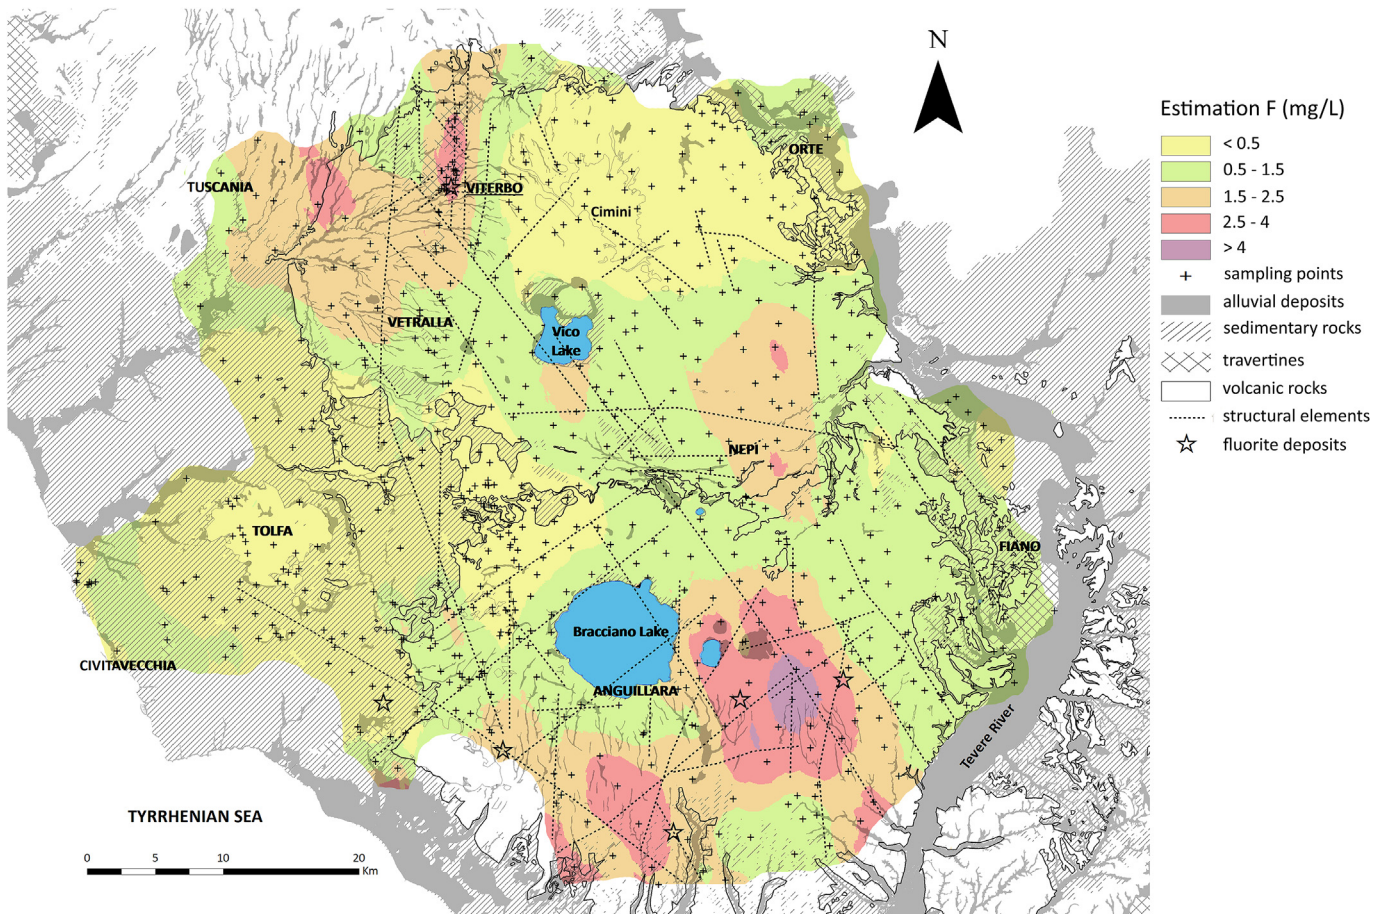 N
Estimation F (mg/L)
< 0.5
0.5 - 1.5
1.5 - 2.5
2.5 - 4
> 4
sampling points
alluvial deposits
sedimentary rocks
travertines
volcanic rocks
structural elements
fluorite deposits
ORTE
TUSCANIA
VITERBO
Cimini
VETRALLA
Vico
Lake
NEPI
TOLFA
FIANO
Bracciano Lake
CIVITAVECCHIA
ANGUILLARA
Tevere River
TYRRHENIAN SEA
0 5 10 20
Km